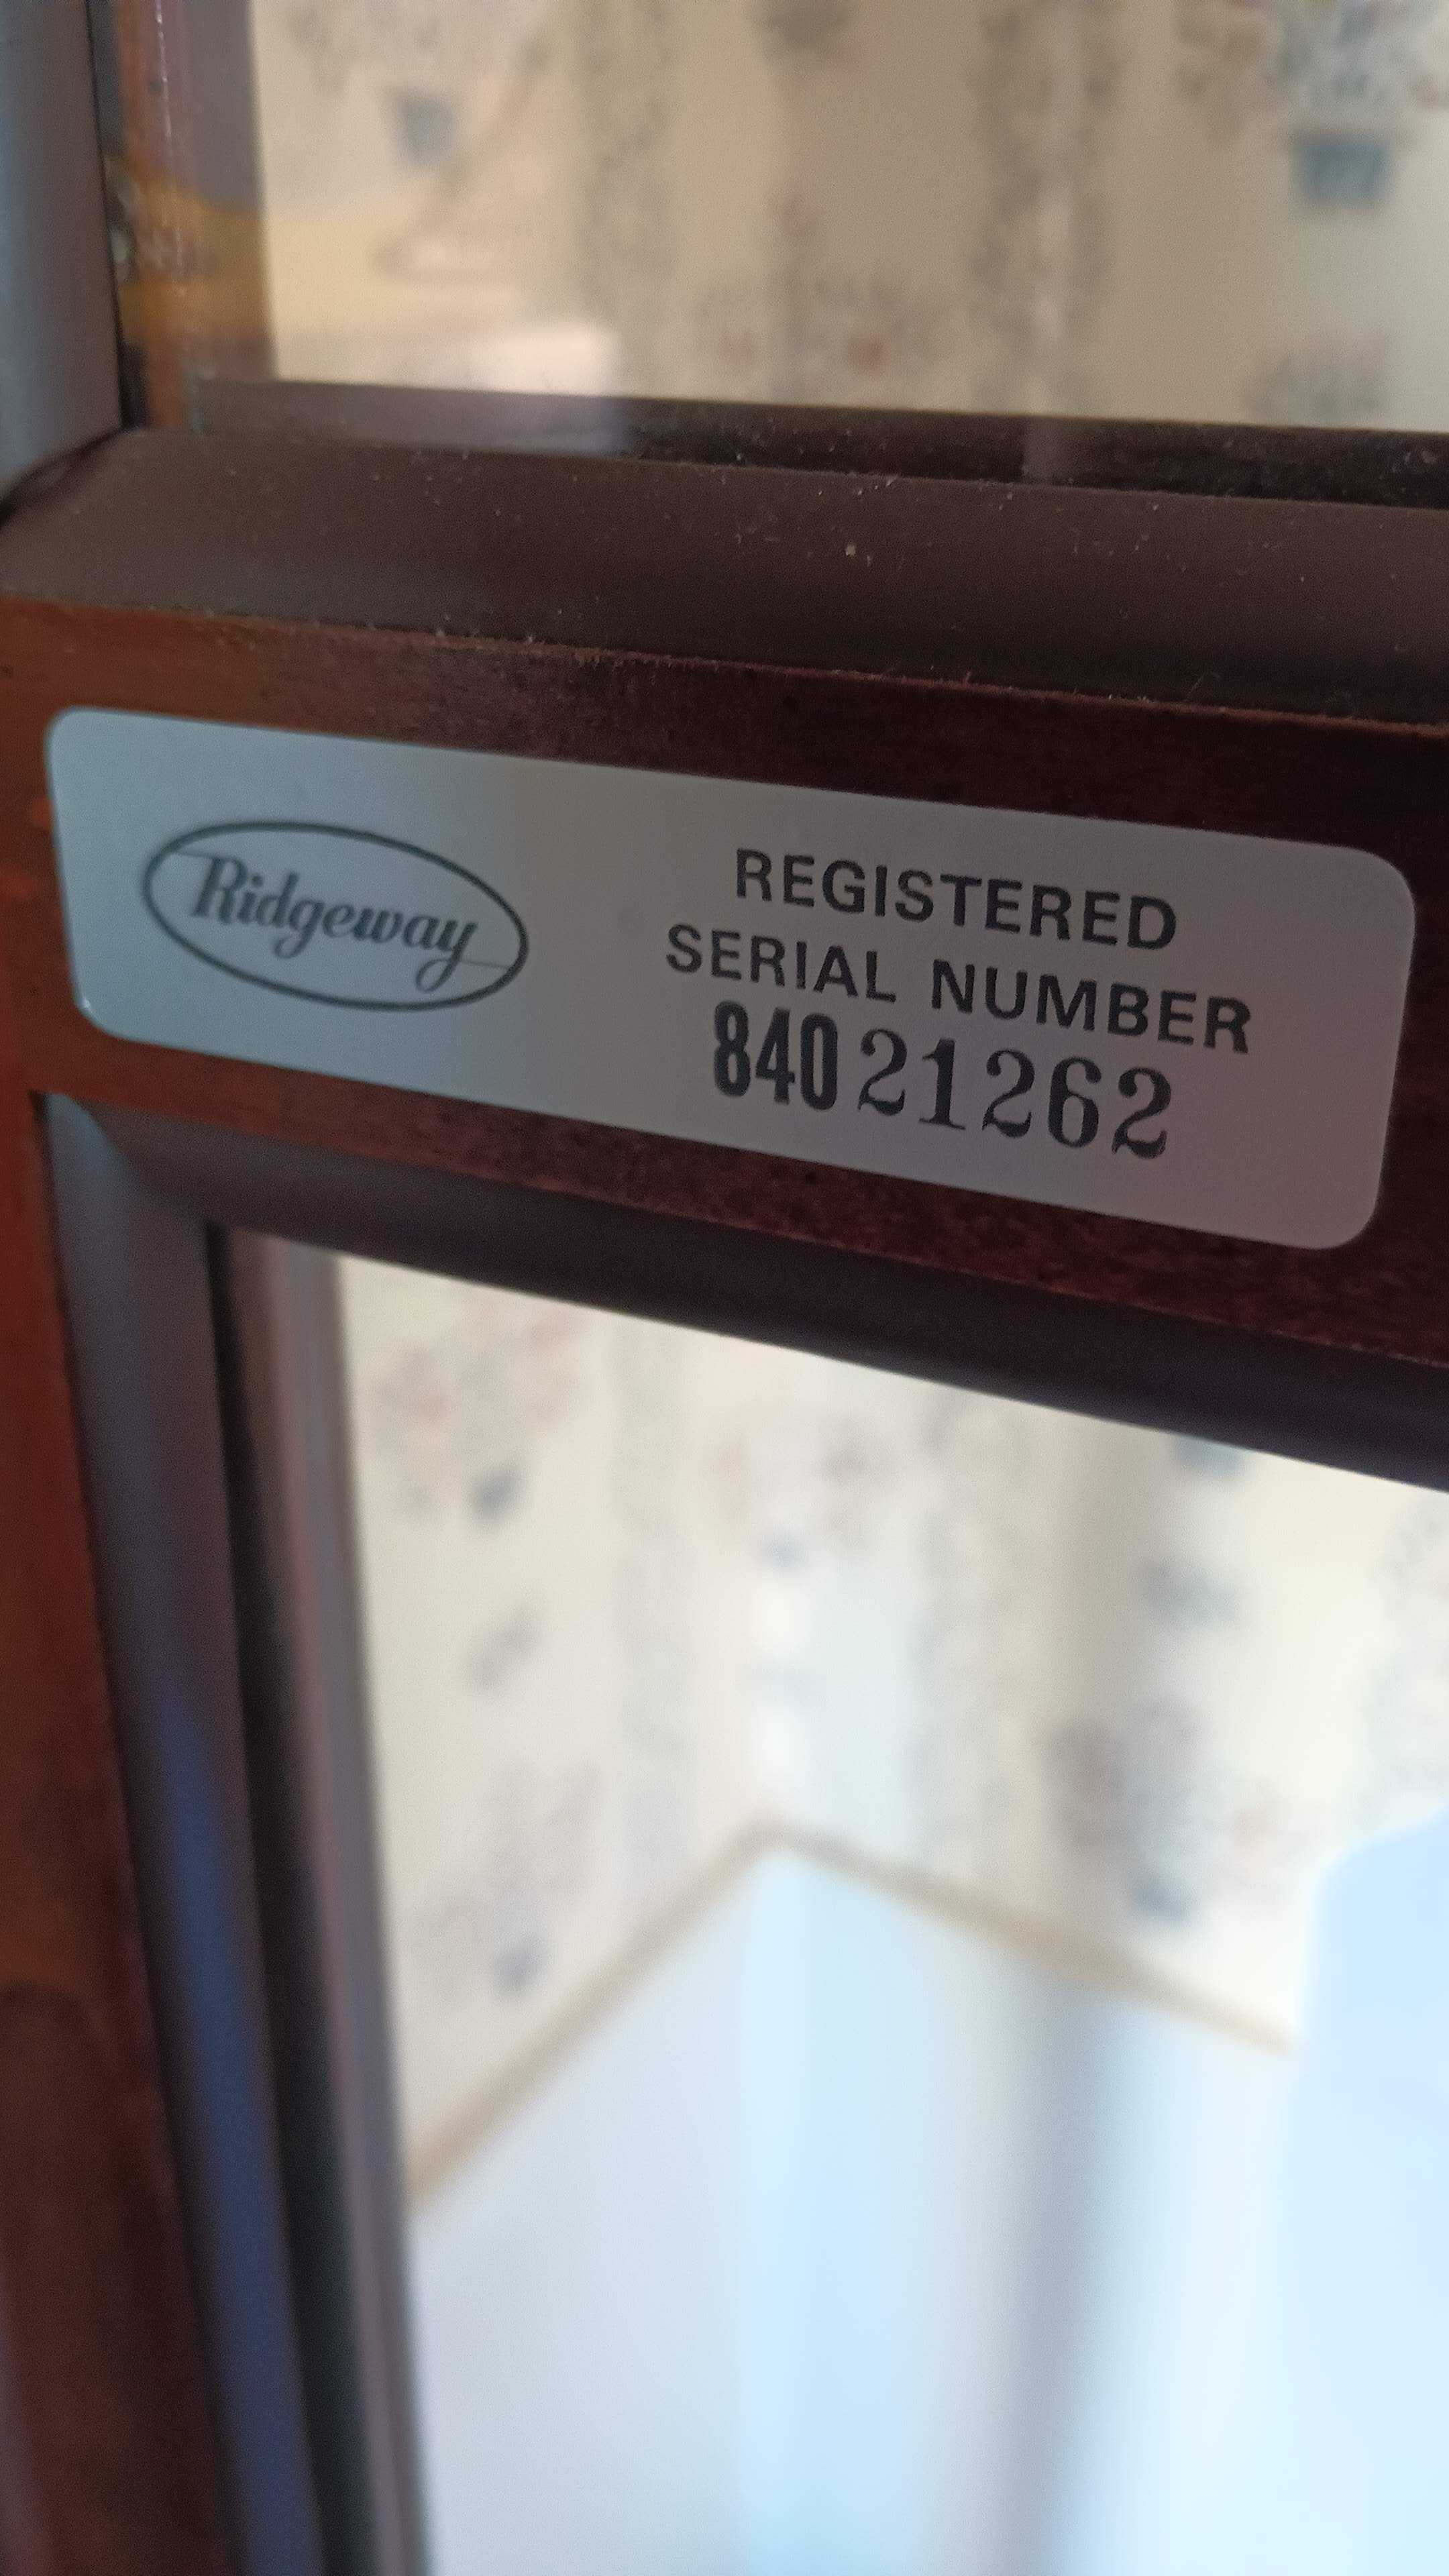 Ridgeway
REGISTERED
SERIAL NUMBER
84021262